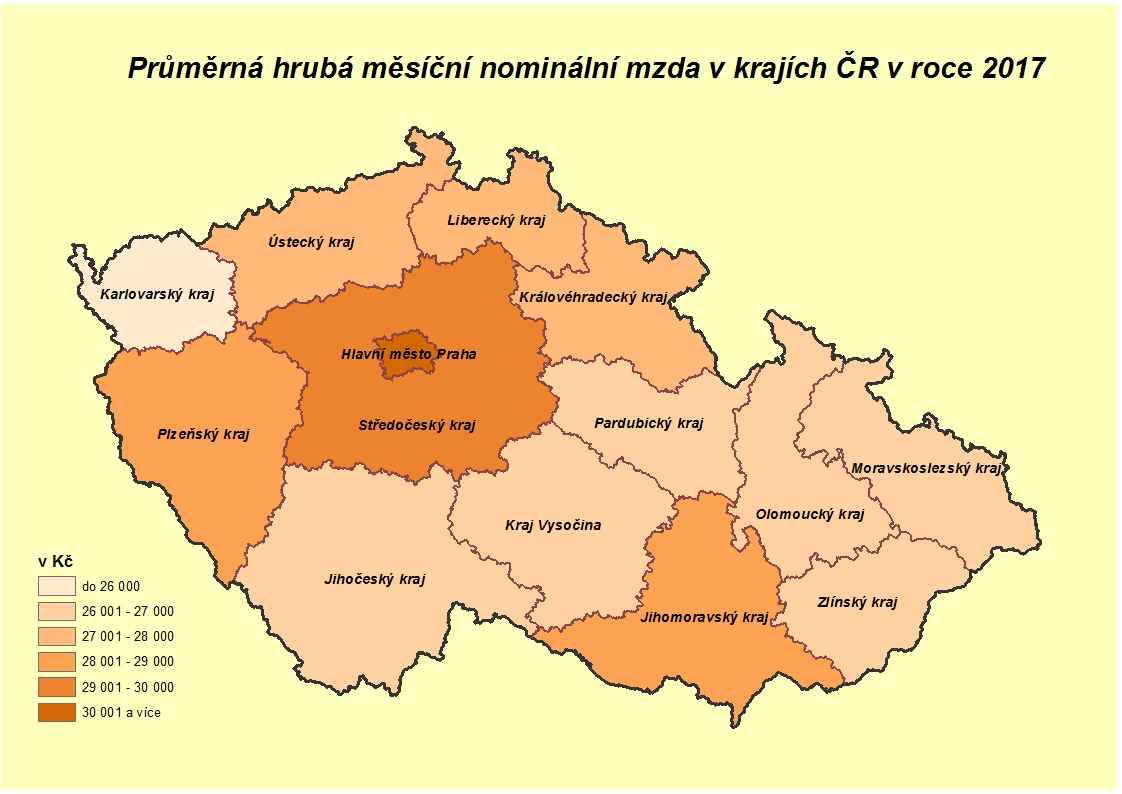 Průměrná hrubá měsíční nominální mzda v krajích ČR v roce 2017
Liberecký kraj
Ústecký kraj
Karlovarský kraj
Královéhradecký kraj
Hlavní město Praha
Středočeský kraj
Pardubický kraj
Plzeňský kraj
Moravskoslezský kraj
Olomoucký kraj
Kraj Vysočina
Jihočeský kraj
Zlínský kraj
Jihomoravský kraj
v Kč
do 26 000
26 001 - 27 000
27 001 - 28 000
28 001 - 29 000
29 001 - 30 000
30 001 a více